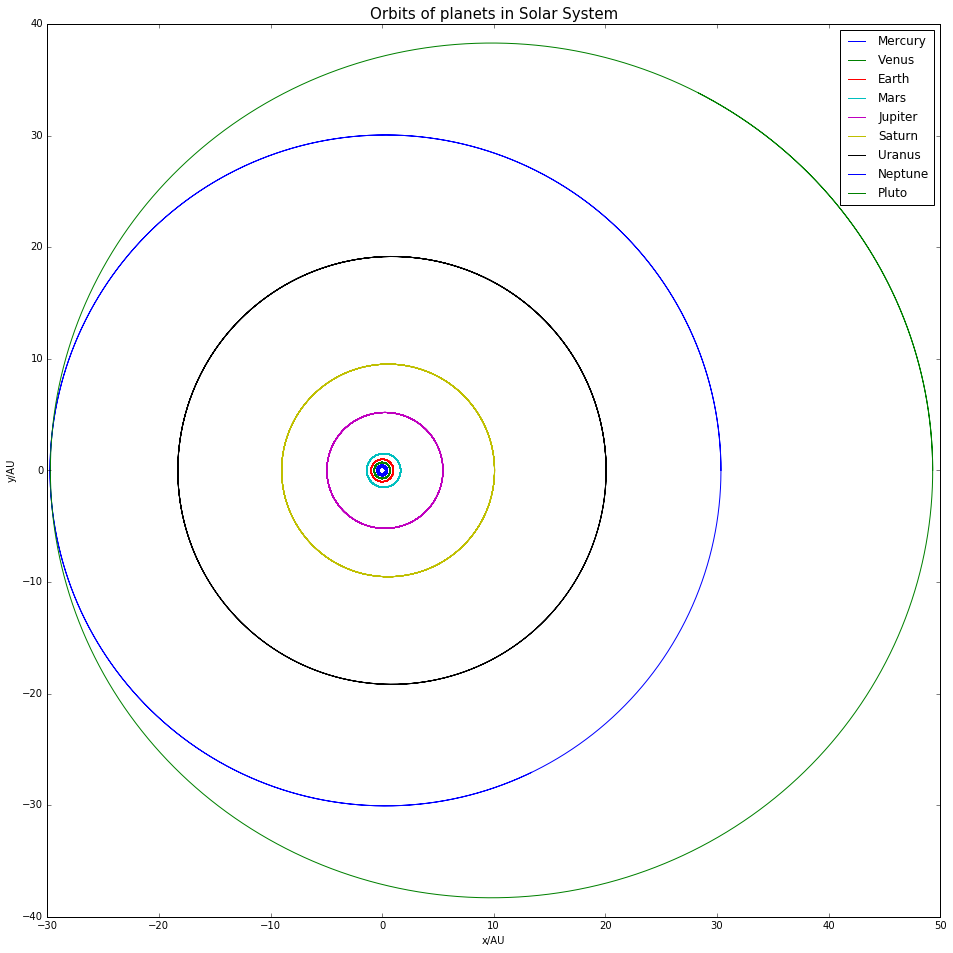 Orbits of planets in Solar System
Mercury
Venus
Earth
Mars
Jupiter
Saturn
Uranus
Neptune
Pluto
40
30
20
10
0
−10
−20
−30
−40
y/AU
−30 −20 −10 0 10 20 30 40 50
x/AU